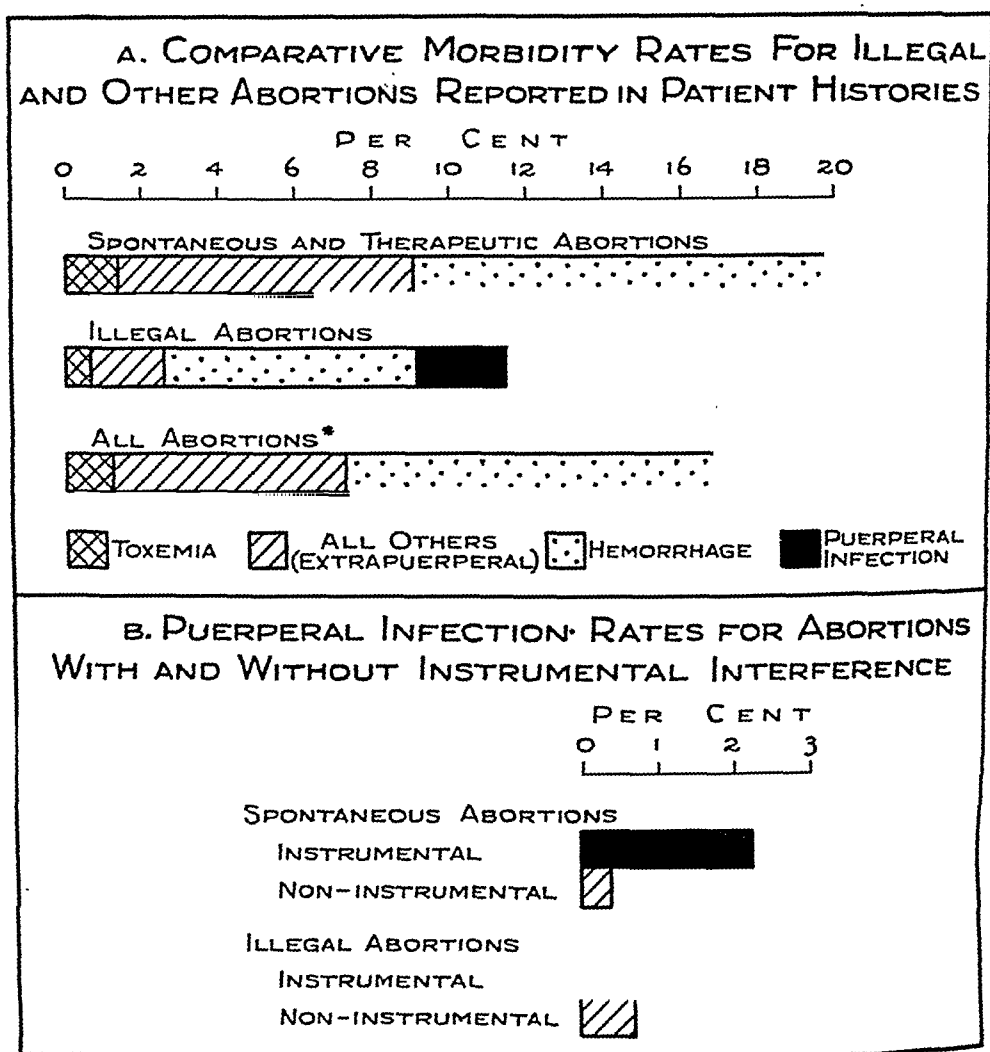 A. COMPARATIVE MORBIDITY RATES FOR ILLEGAL
AND OTHER ABORTIONS REPORTED IN PATIENT HISTORIES
PER CENT
0 2 4 6 8 10 12 14 16 18 20
SPONTANEOUS AND THERAPEUTIC ABORTIONS
ILLEGAL ABORTIONS
ALL ABORTIONS*
TOXEMIA ALL OTHERS (EXTRAPUERPERAL) HEMORRHAGE PUERPERAL INFECTION
B. PUERPERAL INFECTION· RATES FOR ABORTIONS
WITH AND WITHOUT INSTRUMENTAL INTERFERENCE
PER CENT
0 1 2 3
SPONTANEOUS ABORTIONS
INSTRUMENTAL
NON-INSTRUMENTAL
ILLEGAL ABORTIONS
INSTRUMENTAL
NON-INSTRUMENTAL